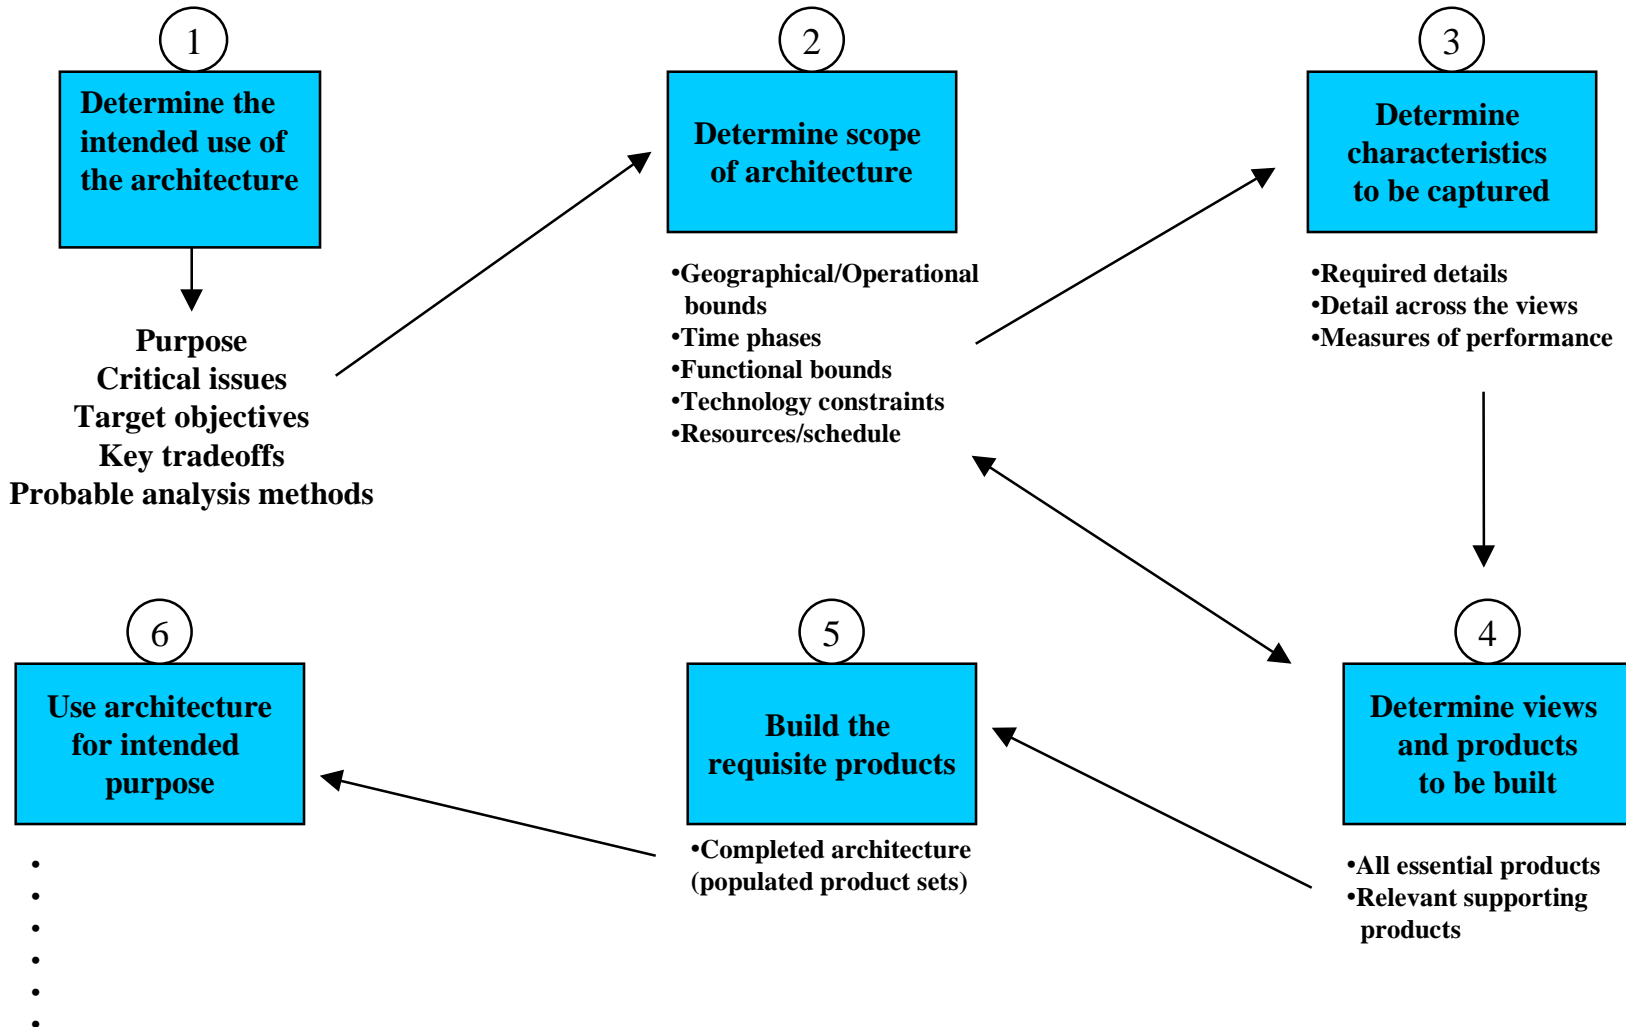 1
Determine the
intended use of
the architecture
Purpose
Critical issues
Target objectives
Key tradeoffs
Probable analysis methods
2
Determine scope
of architecture
•Geographical/Operational
bounds
•Time phases
•Functional bounds
•Technology constraints
•Resources/schedule
3
Determine
characteristics
to be captured
•Required details
•Detail across the views
•Measures of performance
4
Determine views
and products
to be built
•All essential products
•Relevant supporting
products
5
Build the
requisite products
•Completed architecture
(populated product sets)
6
Use architecture
for intended
purpose
•
•
•
•
•
•